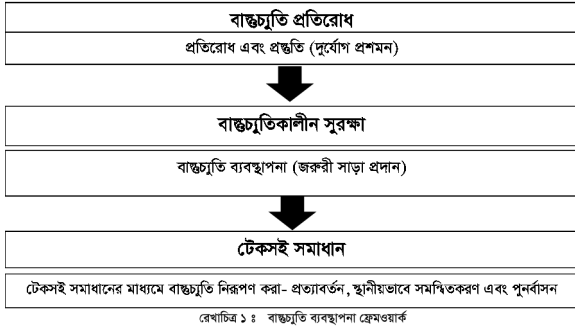 বাস্তুচ্যুতি প্রতিরোধ
প্রতিরোধ এবং প্রস্তুতি (দুর্যোগ প্রশমন)
বাস্তুচ্যুতিকালীন সুরক্ষা
বাস্তুচ্যুতি ব্যবস্থাপনা (জরুরী সাড়া প্রদান)
টেকসই সমাধান
টেকসই সমাধানের মাধ্যমে বাস্তুচ্যুতি নিরূপণ করা- প্রত্যাবর্তন, স্থানীয়ভাবে সমন্বিতকরণ এবং পুনর্বাসন
রেখাচিত্র ১ ঃ বাস্তুচ্যুতি ব্যবস্থাপনা ফ্রেমওয়ার্ক